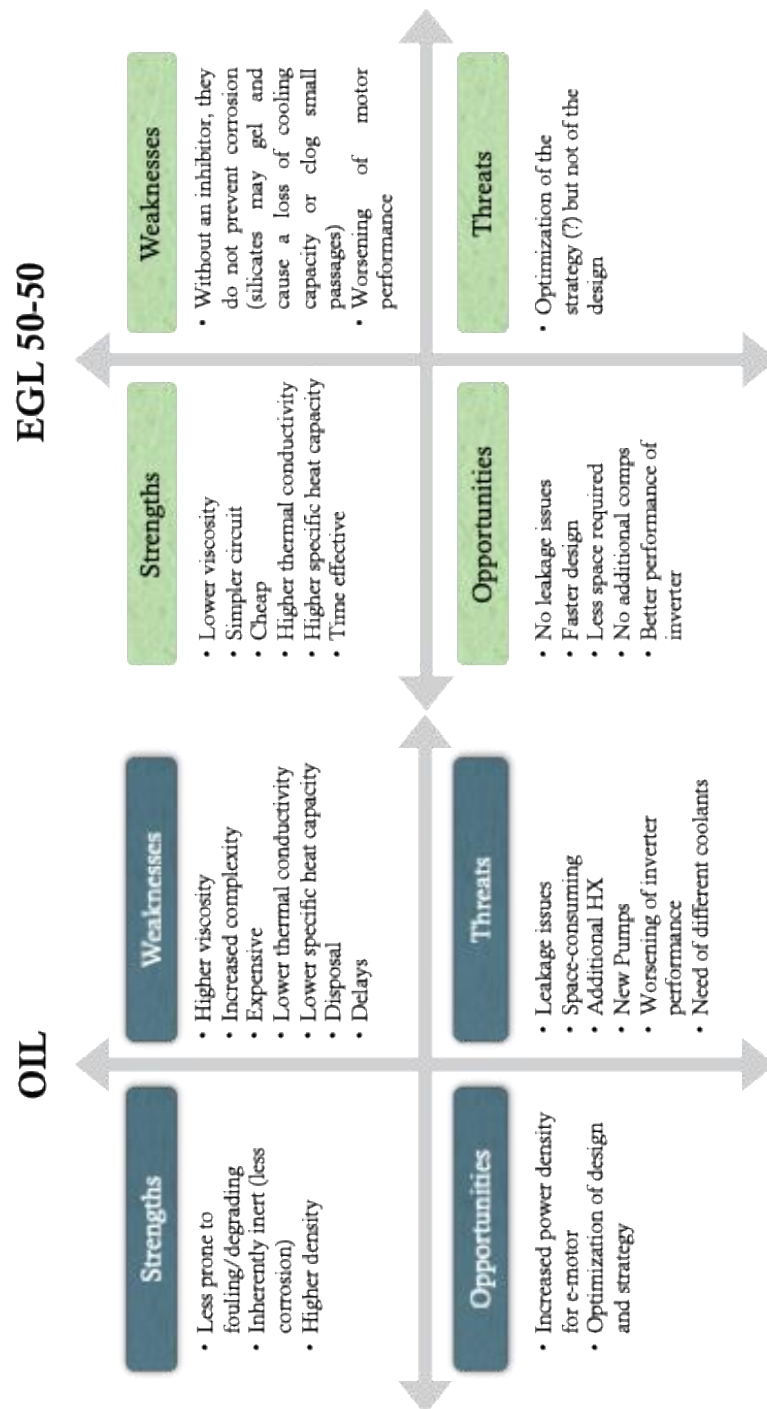 OIL
Strengths
• Less prone to
fouling/degrading
• Inherently inert (less
corrosion)
• Higher density
Weaknesses
• Higher viscosity
• Increased complexity
• Expensive
• Lower thermal conductivity
• Lower specific heat capacity
• Disposal
• Delays
Opportunities
• Increased power density
for e-motor
• Optimization of design
and strategy
Threats
• Leakage issues
• Space-consuming
• Additional HX
• New Pumps
• Worsening of inverter
performance
• Need of different coolants
EGL 50-50
Strengths
• Lower viscosity
• Simpler circuit
• Cheap
• Higher thermal conductivity
• Higher specific heat capacity
• Time effective
Weaknesses
• Without an inhibitor, they
do not prevent corrosion
(silicates may gel and
cause a loss of cooling
capacity or clog small
passages)
• Worsening of motor
performance
Opportunities
• No leakage issues
• Faster design
• Less space required
• No additional comps
• Better performance of
inverter
Threats
• Optimization of the
strategy (?) but not of the
design